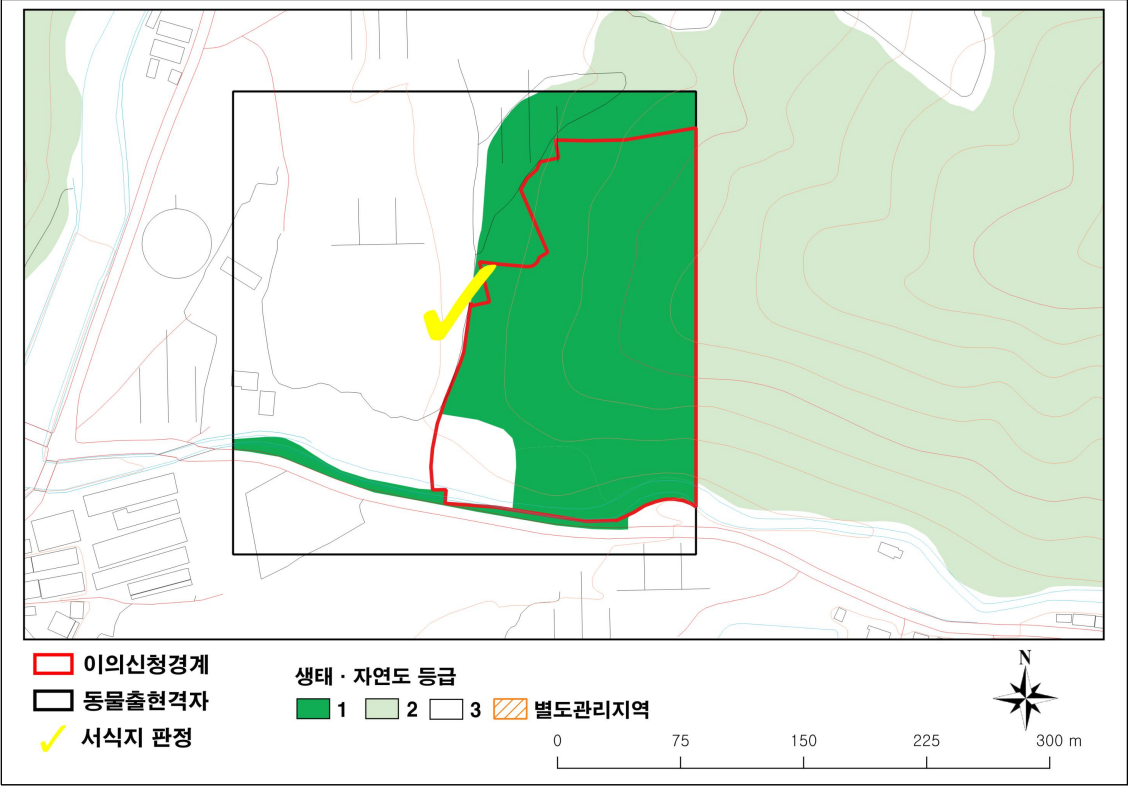 이의신청경계
동물출현격자
서식지 판정
생태 · 자연도 등급
1 2 3 별도관리지역
N
0 75 150 225 300 m